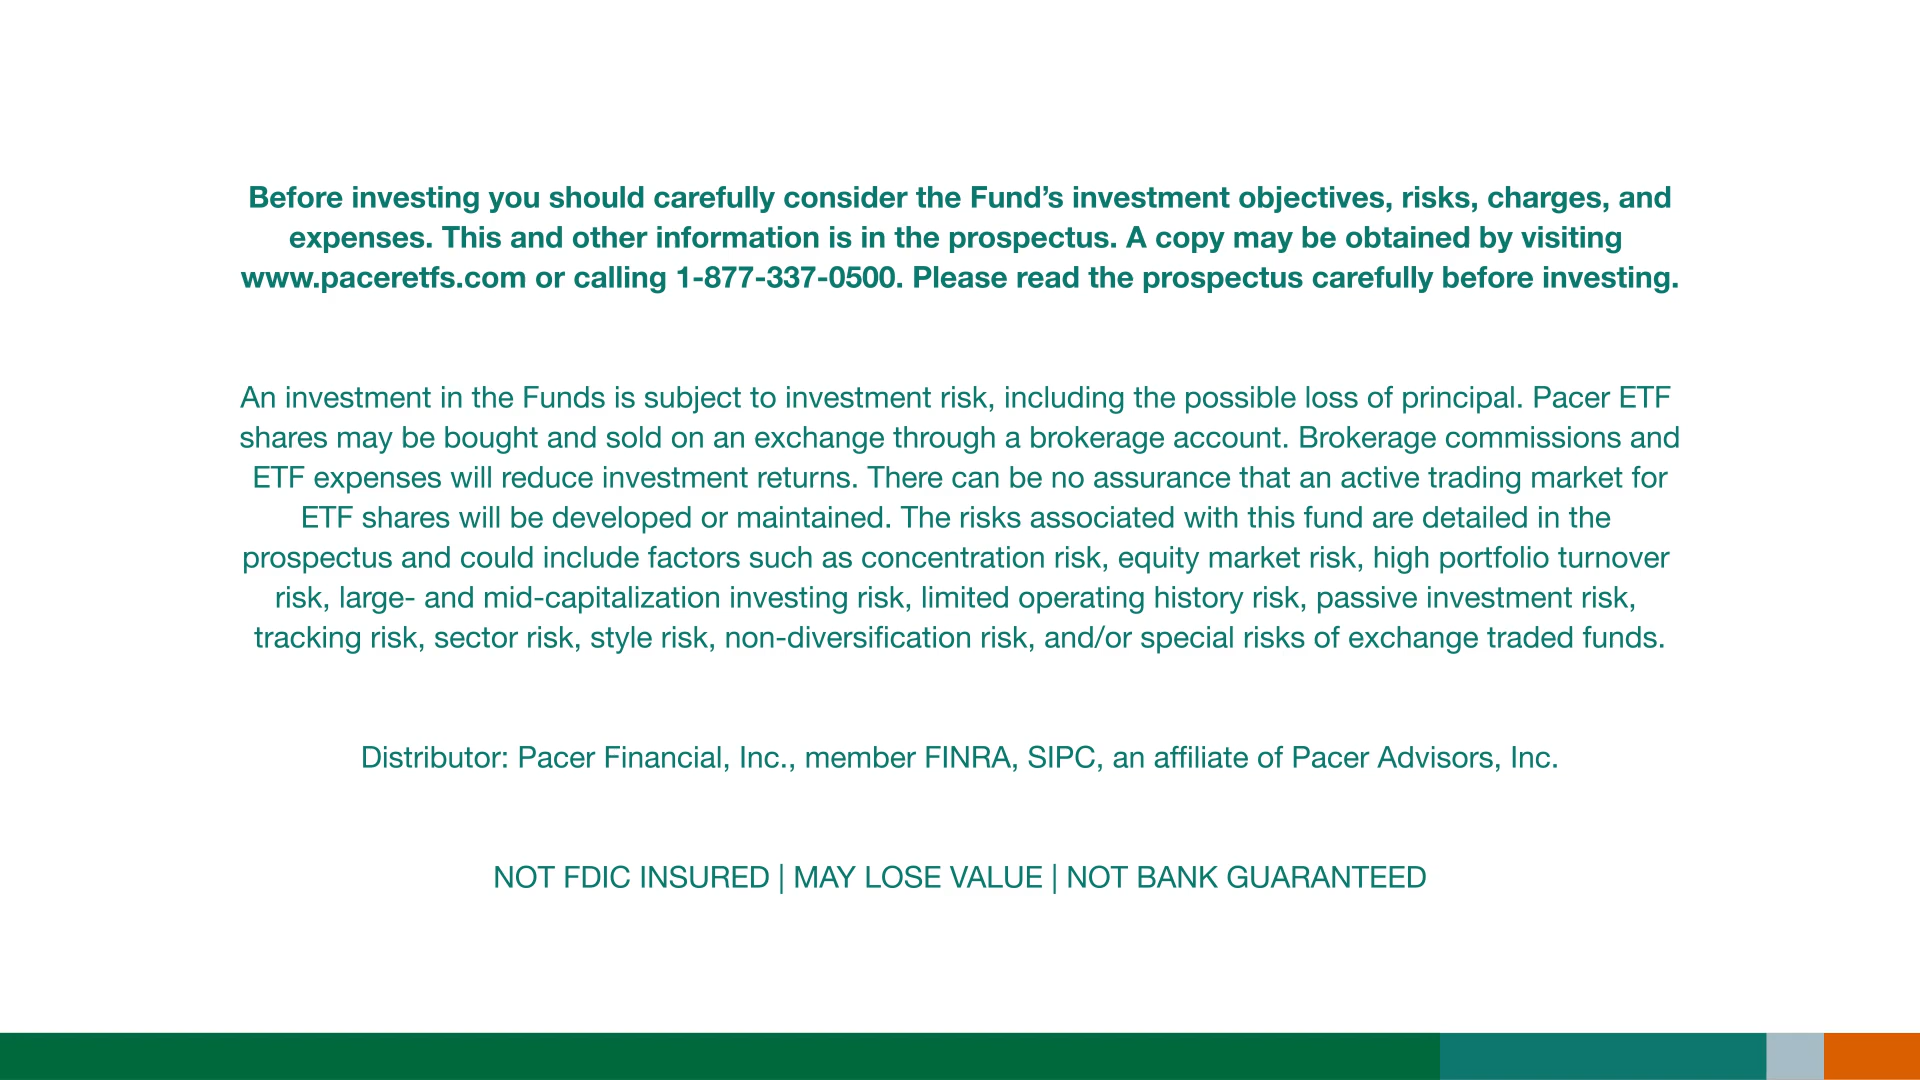 Before investing you should carefully consider the Fund’s investment objectives, risks, charges, and
expenses. This and other information is in the prospectus. A copy may be obtained by visiting
www.paceretfs.com or calling 1-877-337-0500. Please read the prospectus carefully before investing.
An investment in the Funds is subject to investment risk, including the possible loss of principal. Pacer ETF
shares may be bought and sold on an exchange through a brokerage account. Brokerage commissions and
ETF expenses will reduce investment returns. There can be no assurance that an active trading market for
ETF shares will be developed or maintained. The risks associated with this fund are detailed in the
prospectus and could include factors such as concentration risk, equity market risk, high portfolio turnover
risk, large- and mid-capitalization investing risk, limited operating history risk, passive investment risk,
tracking risk, sector risk, style risk, non-diversification risk, and/or special risks of exchange traded funds.
Distributor: Pacer Financial, Inc., member FINRA, SIPC, an affiliate of Pacer Advisors, Inc.
NOT FDIC INSURED | MAY LOSE VALUE | NOT BANK GUARANTEED